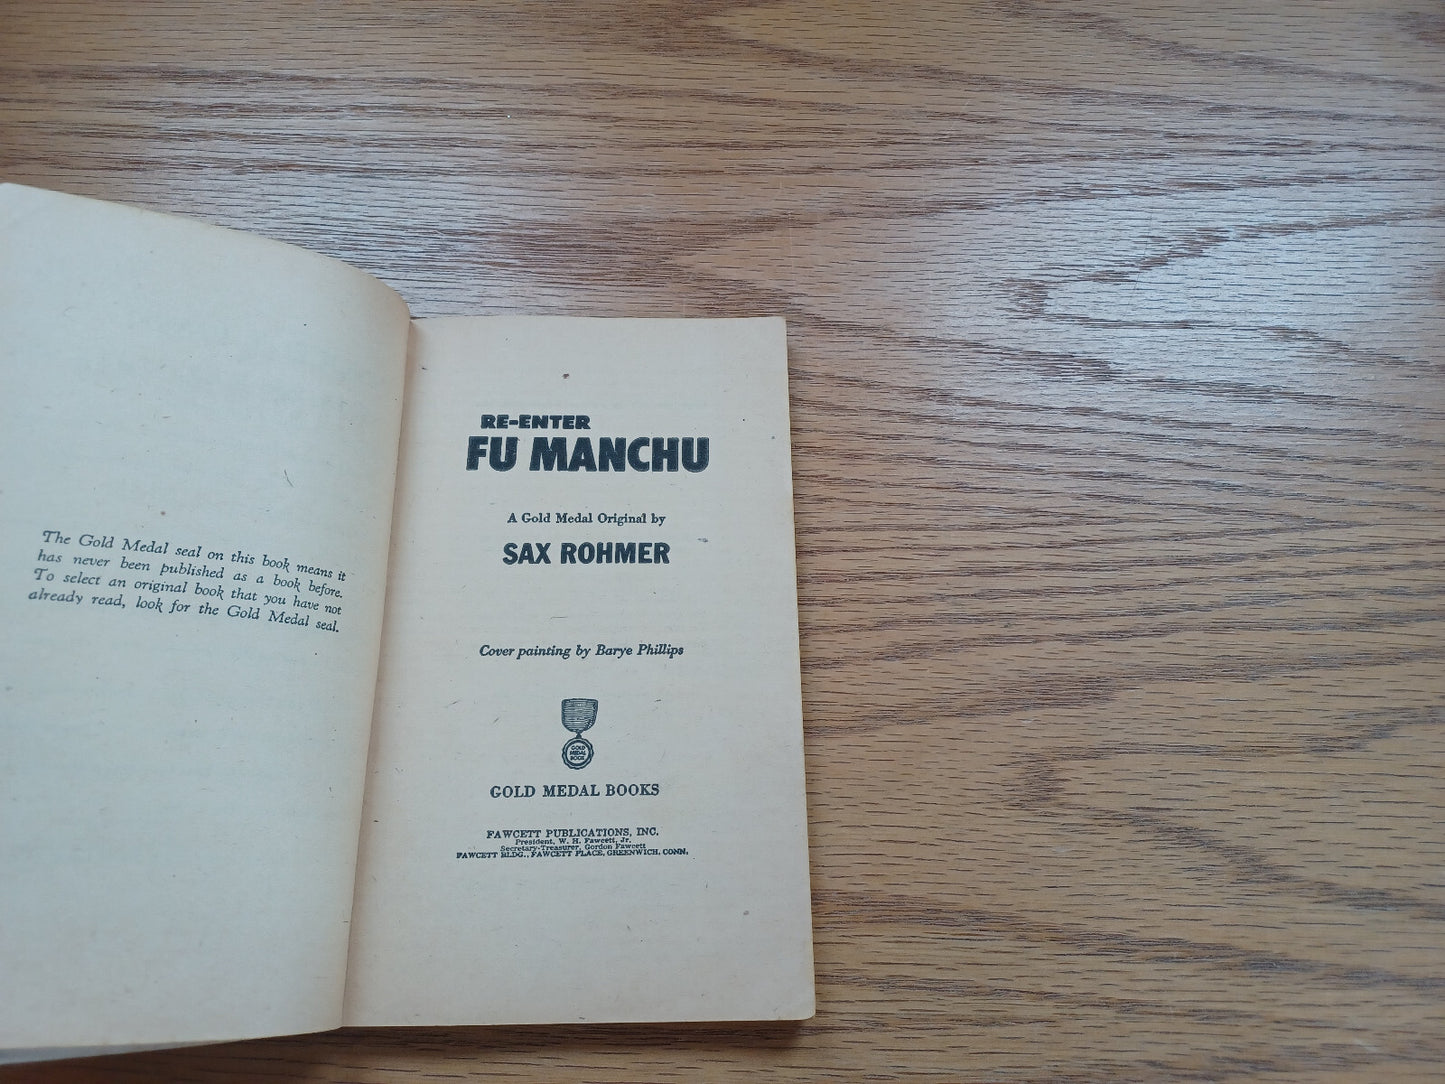 The Gold Medal seal on this book means it
has never been published as a book before.
To select an original book that you have not
already read, look for the Gold Medal seal.
RE-ENTER
FU MANCHU
A Gold Medal Original by
SAX ROHMER
Cover painting by Barye Phillips
GOLD
MEDAL
BOOK
GOLD MEDAL BOOKS
FAWCETT PUBLICATIONS, INC.
President, W. H. Fawcett, Jr.
Secretary-Treasurer, Gordon Fawcett
FAWCETT BLDG., FAWCETT PLACE, GREENWICH, CONN.